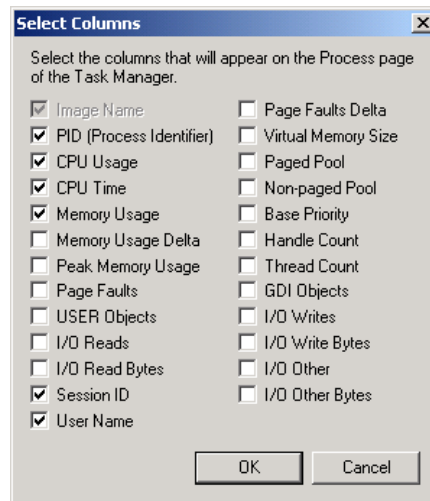 Select Columns
Select the columns that will appear on the Process page
of the Task Manager.
Image Name
PID (Process Identifier)
CPU Usage
CPU Time
Memory Usage
Memory Usage Delta
Peak Memory Usage
Page Faults
USER Objects
I/O Reads
I/O Read Bytes
Session ID
User Name
Page Faults Delta
Virtual Memory Size
Paged Pool
Non-paged Pool
Base Priority
Handle Count
Thread Count
GDI Objects
I/O Writes
I/O Write Bytes
I/O Other
I/O Other Bytes
OK
Cancel